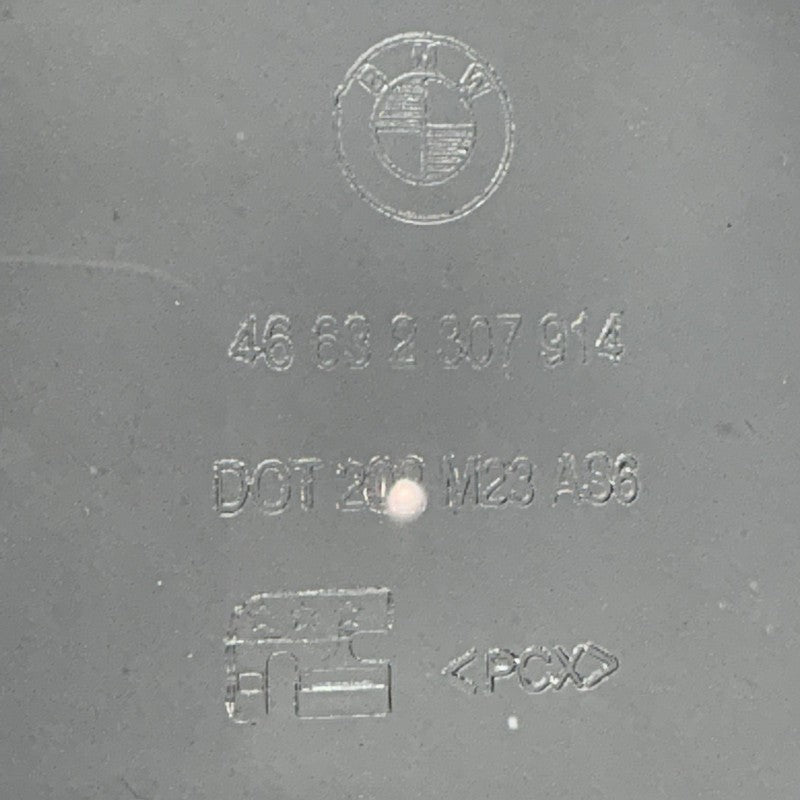 BMW
46 63 2 307 914
DOT M23 AS6
<PCX>